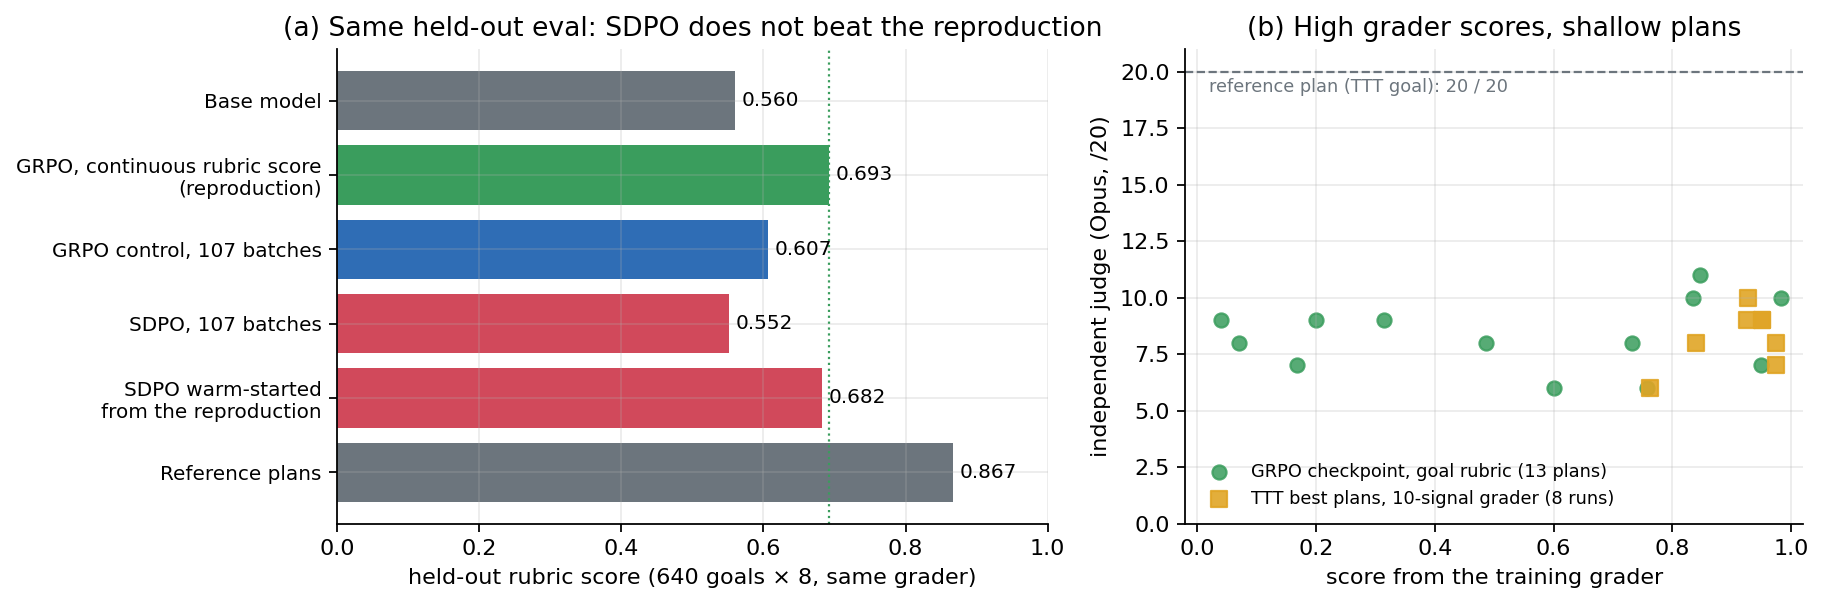 (a) Same held-out eval: SDPO does not beat the reproduction
Base model
0.560
GRPO, continuous rubric score
(reproduction)
0.693
GRPO control, 107 batches
0.607
SDPO, 107 batches
0.552
SDPO warm-started
from the reproduction
0.682
Reference plans
0.867
0.0 0.2 0.4 0.6 0.8 1.0
held-out rubric score (640 goals × 8, same grader)
(b) High grader scores, shallow plans
independent judge (Opus, /20)
20.0
17.5
15.0
12.5
10.0
7.5
5.0
2.5
0.0
reference plan (TTT goal): 20 / 20
GRPO checkpoint, goal rubric (13 plans)
TTT best plans, 10-signal grader (8 runs)
0.0 0.2 0.4 0.6 0.8 1.0
score from the training grader